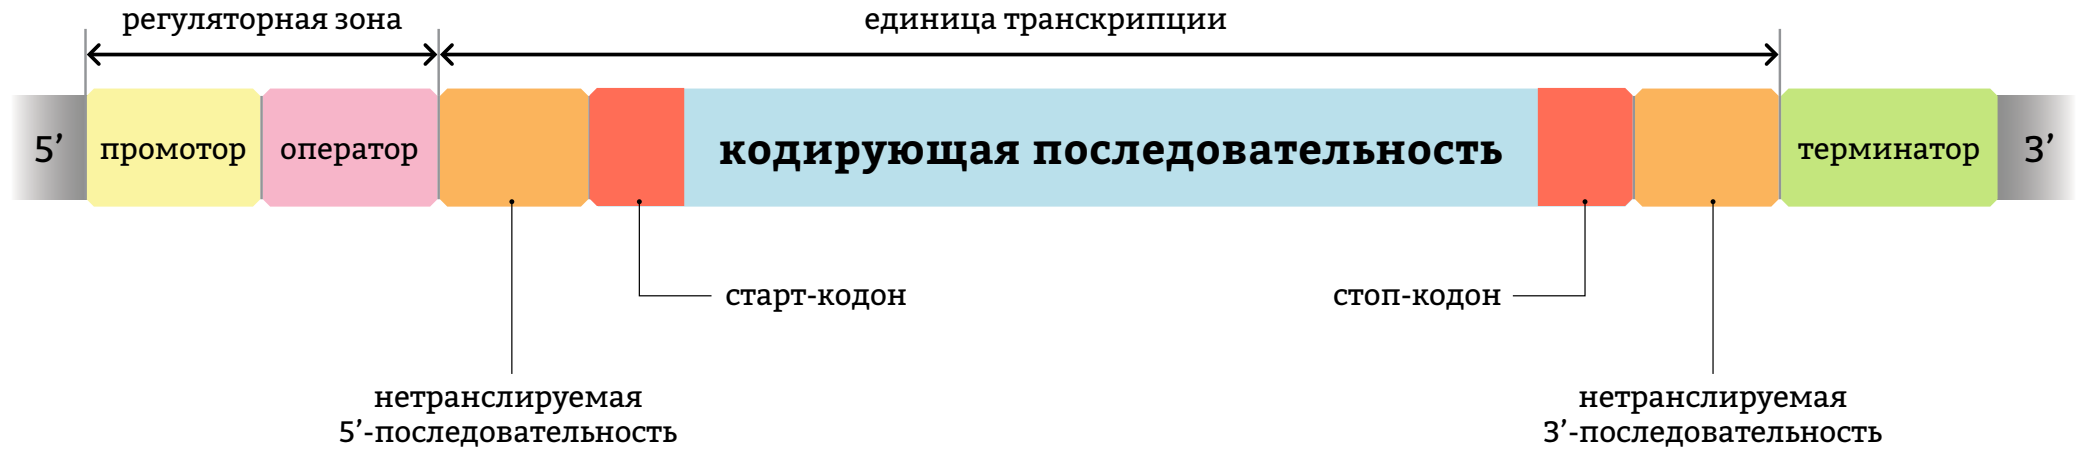 регуляторная зона
единица транскрипции
5’
промотор
оператор
кодирующая последовательность
терминатор
3’
старт-кодон
стоп-кодон
нетранслируемая
5’-последовательность
нетранслируемая
3’-последовательность